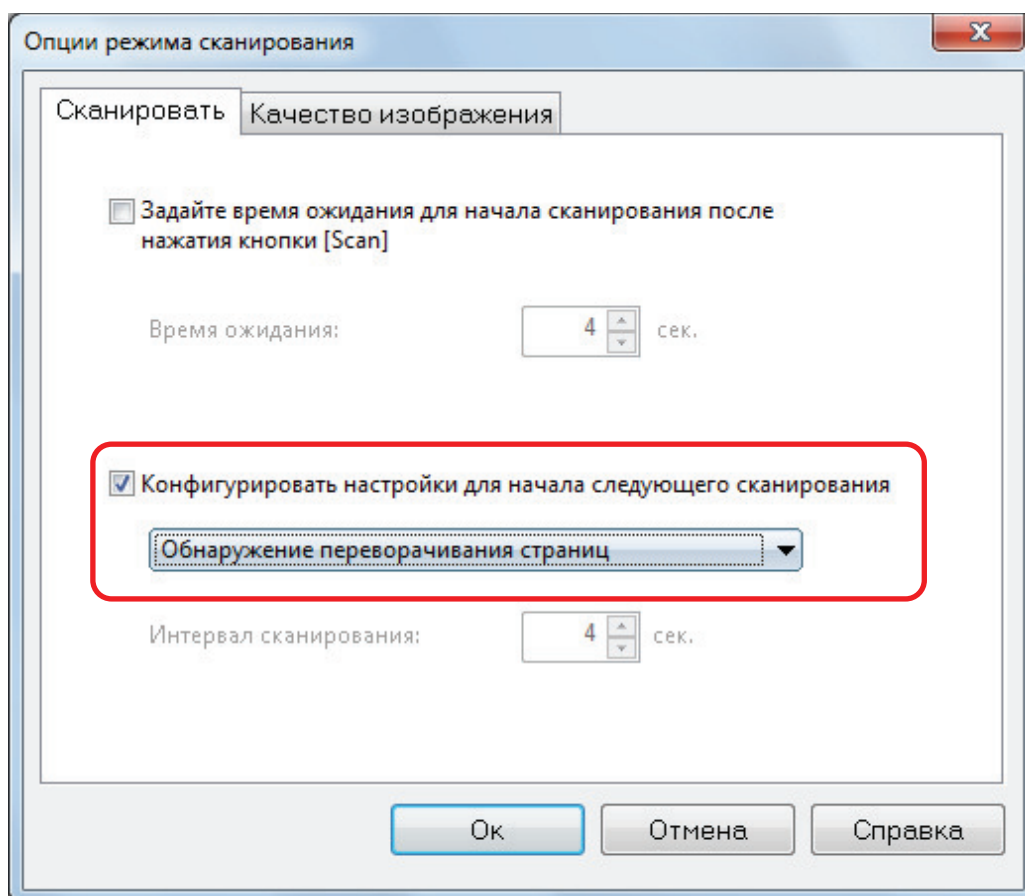 Опции режима сканирования
Сканировать
Качество изображения
Задайте время ожидания для начала сканирования после
нажатия кнопки [Scan]
Время ожидания:
4
сек.
Конфигурировать настройки для начала следующего сканирования
Обнаружение переворачивания страниц
Интервал сканирования:
4
сек.
Ок
Отмена
Справка